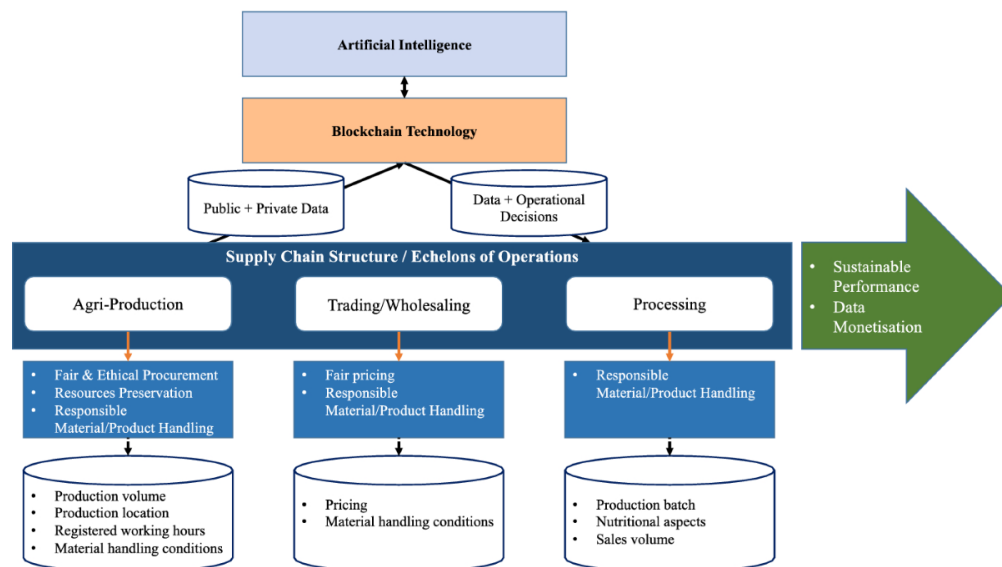 Artificial Intelligence
Blockchain Technology
Public + Private Data
Data + Operational
Decisions
Supply Chain Structure / Echelons of Operations
Agri-Production
Trading/Wholesaling
Processing
• Sustainable
Performance
• Data
Monetisation
• Fair & Ethical Procurement
• Resources Preservation
• Responsible
Material/Product Handling
• Fair pricing
• Responsible
Material/Product Handling
• Responsible
Material/Product Handling
• Production volume
• Production location
• Registered working hours
• Material handling conditions
• Pricing
• Material handling conditions
• Production batch
• Nutritional aspects
• Sales volume